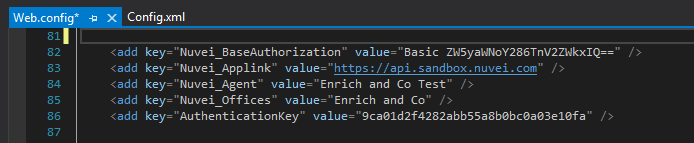 Web.config* Config.xml
81
82 <add key="Nuvei_BaseAuthorization" value="Basic ZW5yaWNoY286TnV2ZWkxIQ==" />
83 <add key="Nuvei_Applink" value="https://api.sandbox.nuvei.com" />
84 <add key="Nuvei_Agent" value="Enrich and Co Test" />
85 <add key="Nuvei_Offices" value="Enrich and Co" />
86 <add key="AuthenticationKey" value="9ca01d2f4282abb55a8b0bc0a03e10fa" />
87